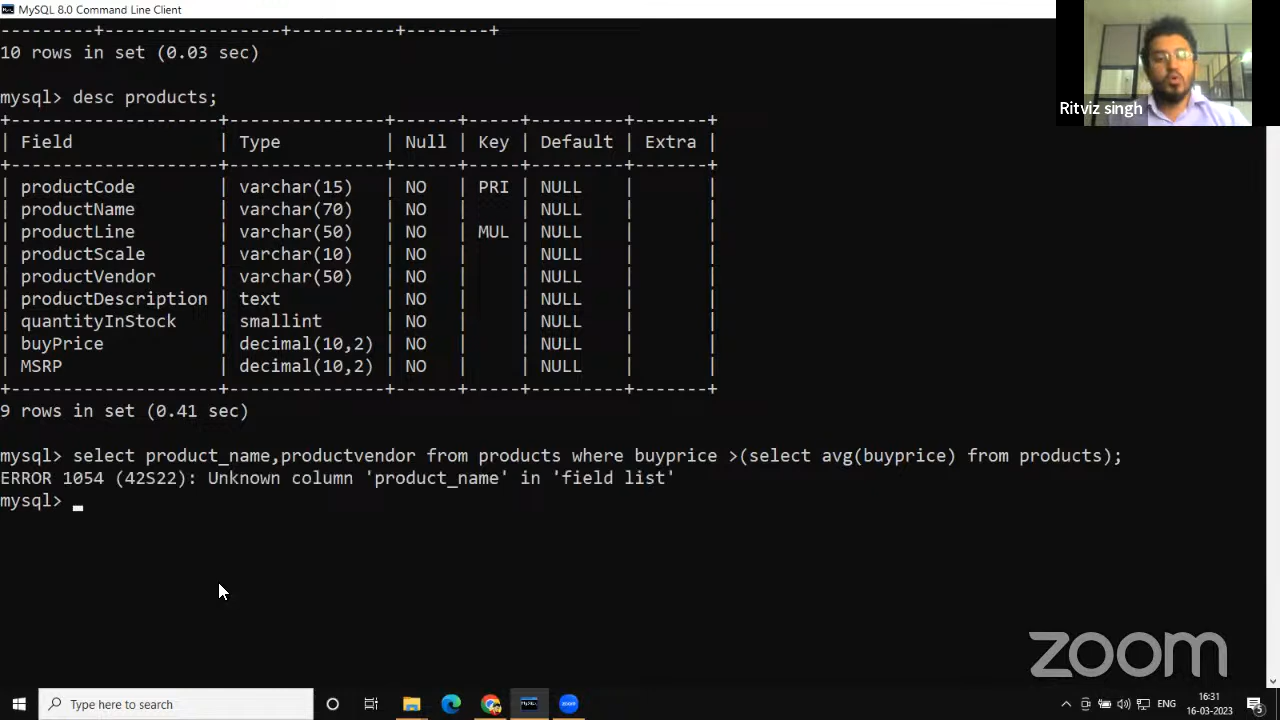 MySQL 8.0 Command Line Client
---------+-----------------+----------+--------+
10 rows in set (0.03 sec)
mysql> desc products;
+--------------------+---------------+------+-----+---------+-------+
| Field              | Type          | Null | Key | Default | Extra |
+--------------------+---------------+------+-----+---------+-------+
| productCode        | varchar(15)   | NO   | PRI | NULL    |       |
| productName        | varchar(70)   | NO   |     | NULL    |       |
| productLine        | varchar(50)   | NO   | MUL | NULL    |       |
| productScale       | varchar(10)   | NO   |     | NULL    |       |
| productVendor      | varchar(50)   | NO   |     | NULL    |       |
| productDescription | text          | NO   |     | NULL    |       |
| quantityInStock    | smallint      | NO   |     | NULL    |       |
| buyPrice           | decimal(10,2) | NO   |     | NULL    |       |
| MSRP               | decimal(10,2) | NO   |     | NULL    |       |
+--------------------+---------------+------+-----+---------+-------+
9 rows in set (0.41 sec)
mysql> select product_name,productvendor from products where buyprice >(select avg(buyprice) from products);
ERROR 1054 (42S22): Unknown column 'product_name' in 'field list'
mysql>
Ritviz singh
zoom
Type here to search
ENG
16:31
16-03-2023